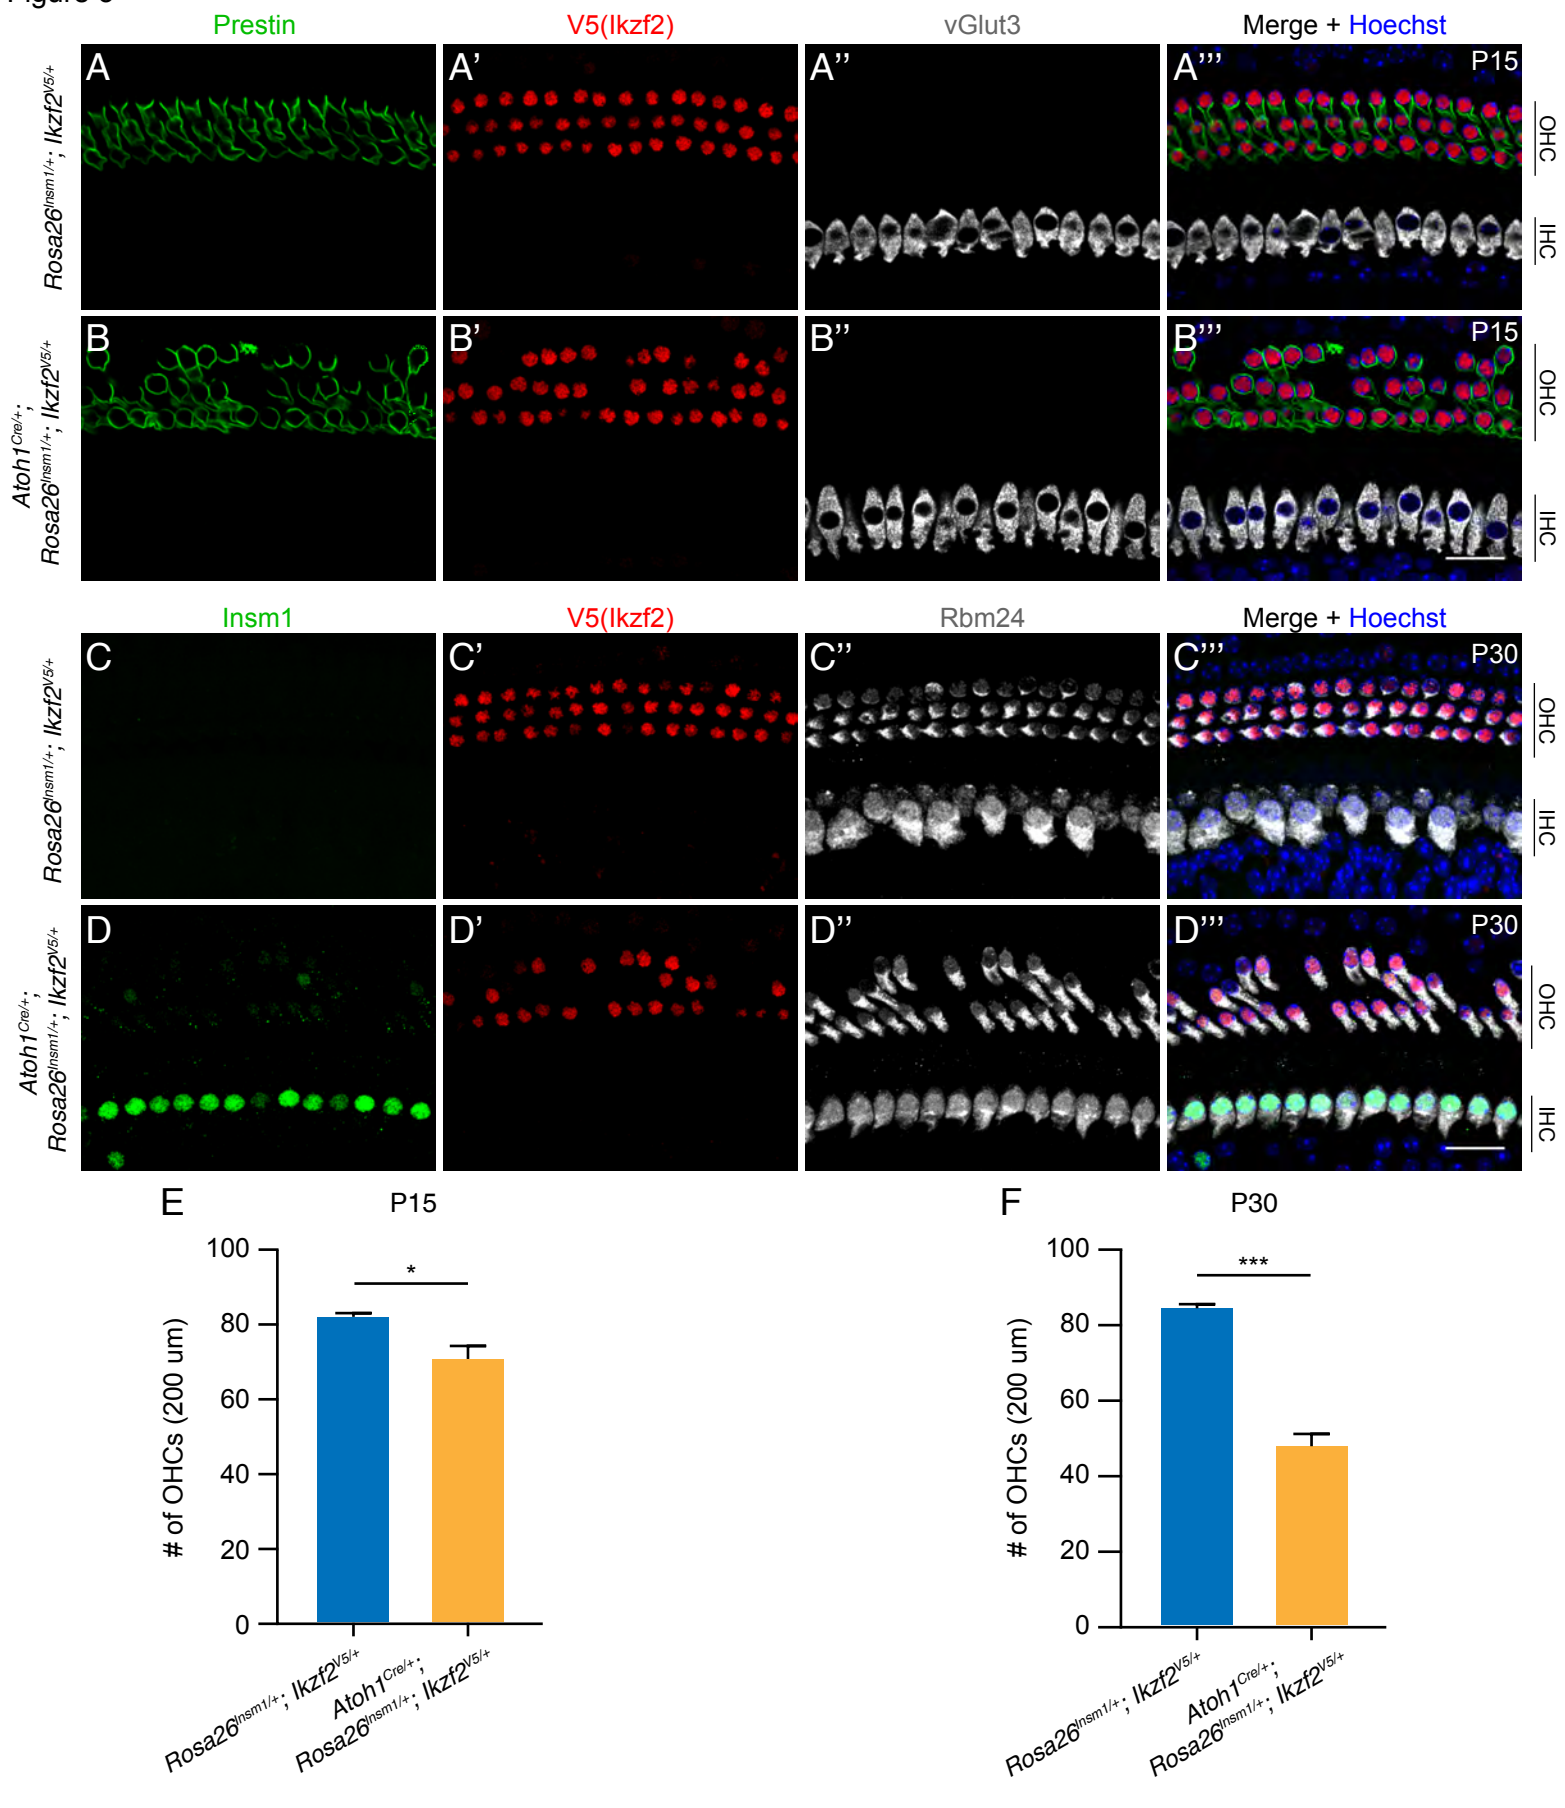 Prestin V5(Ikzf2) vGlut3 Merge + Hoechst
Rosa26Insm1/+; Ikzf2V5/+
A A’ A’’ A’’’ P15
OHC
IHC
Atoh1Cre/+;
Rosa26Insm1/+; Ikzf2V5/+
B B’ B’’ B’’’ P15
OHC
IHC
Insm1 V5(Ikzf2) Rbm24 Merge + Hoechst
Rosa26Insm1/+; Ikzf2V5/+
C C’ C’’ C’’’ P30
OHC
IHC
Atoh1Cre/+;
Rosa26Insm1/+; Ikzf2V5/+
D D’ D’’ D’’’ P30
OHC
IHC
E P15
# of OHCs (200 um)
100
80
60
40
20
0
*
Rosa26Insm1/+; Ikzf2V5/+
Atoh1Cre/+;
Rosa26Insm1/+; Ikzf2V5/+
F P30
# of OHCs (200 um)
100
80
60
40
20
0
***
Rosa26Insm1/+; Ikzf2V5/+
Atoh1Cre/+;
Rosa26Insm1/+; Ikzf2V5/+